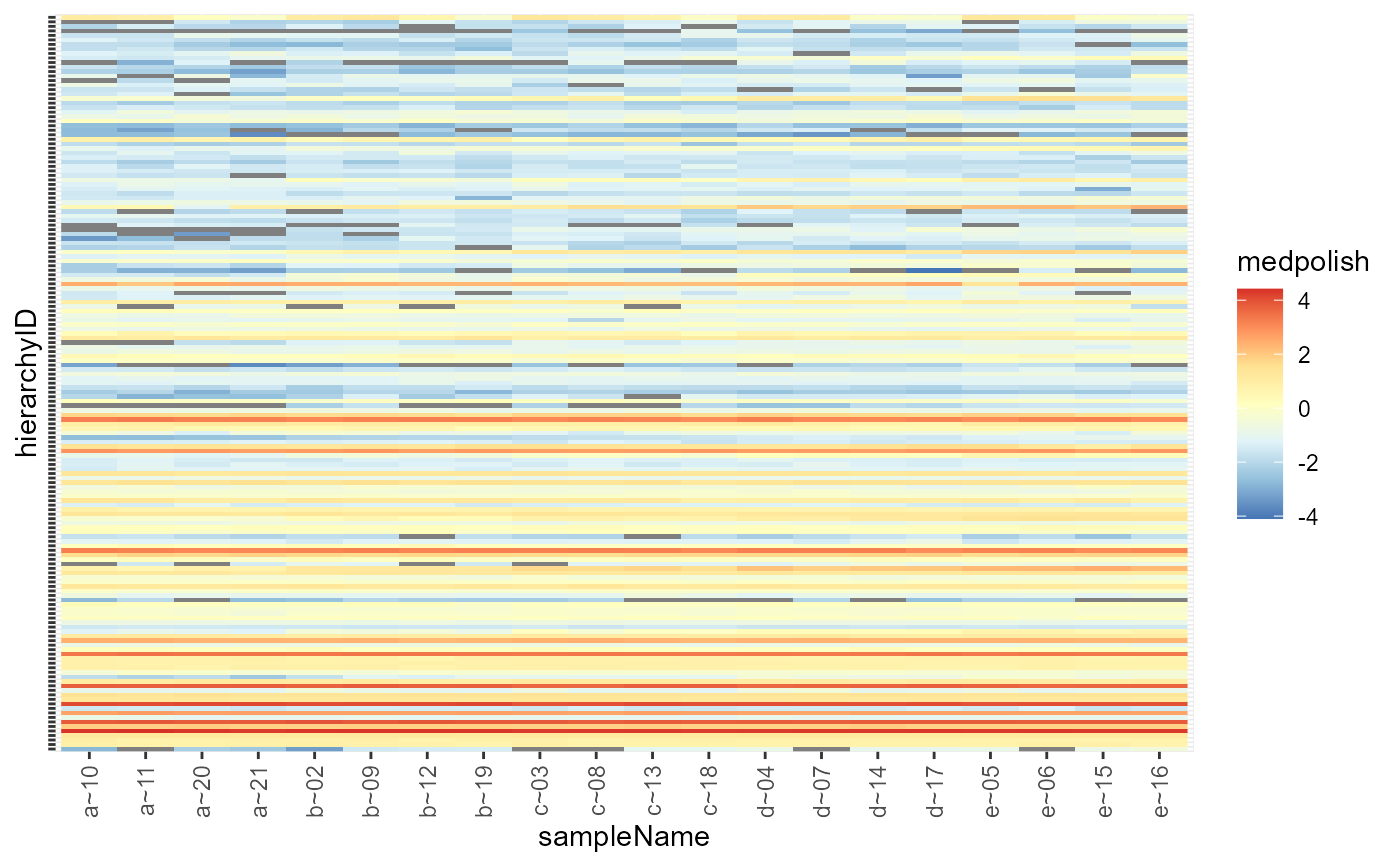 hierarchyID
a~10
a~11
a~20
a~21
b~02
b~09
b~12
b~19
c~03
c~08
c~13
c~18
d~04
d~07
d~14
d~17
e~05
e~06
e~15
e~16
sampleName
medpolish
4
2
0
-2
-4